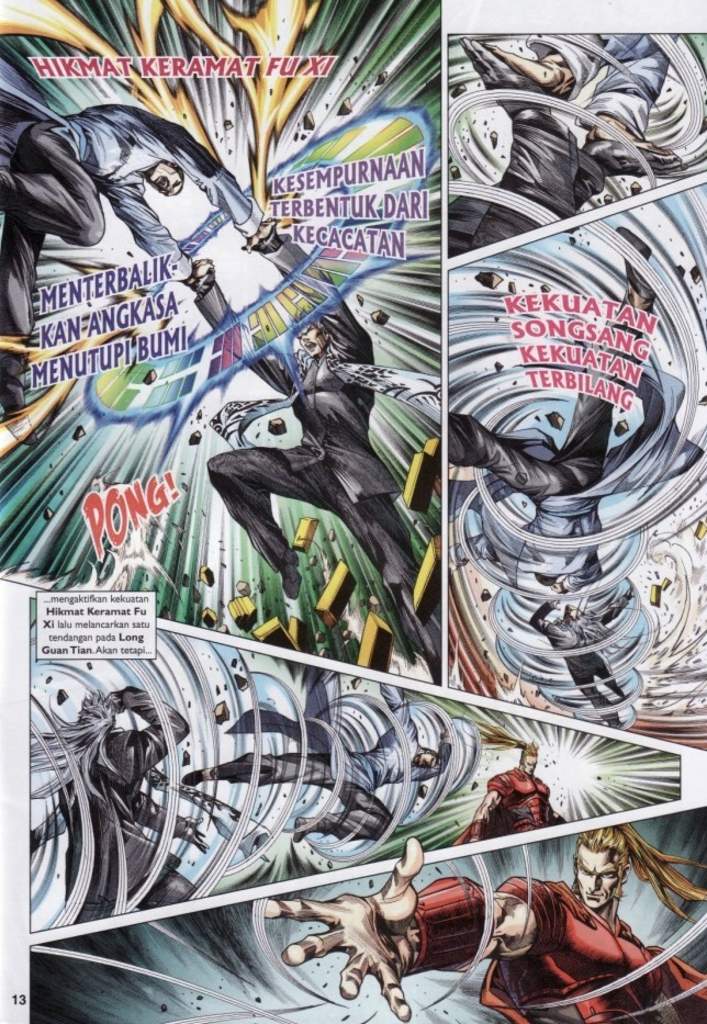 HIKMAT KERAMAT FU XI
KESEMPURNAAN
TERBENTUK DARI
KECACATAN
MENTERBALIK-
KAN ANGKASA
MENUTUPI BUMI
PONG!
KEKUATAN
SONGSANG
KEKUATAN
TERBILANG
...mengaktifkan kekuatan
Hikmat Keramat Fu
Xi lalu melancarkan satu
tendangan pada Long
Guan Tian. Akan tetapi...
13